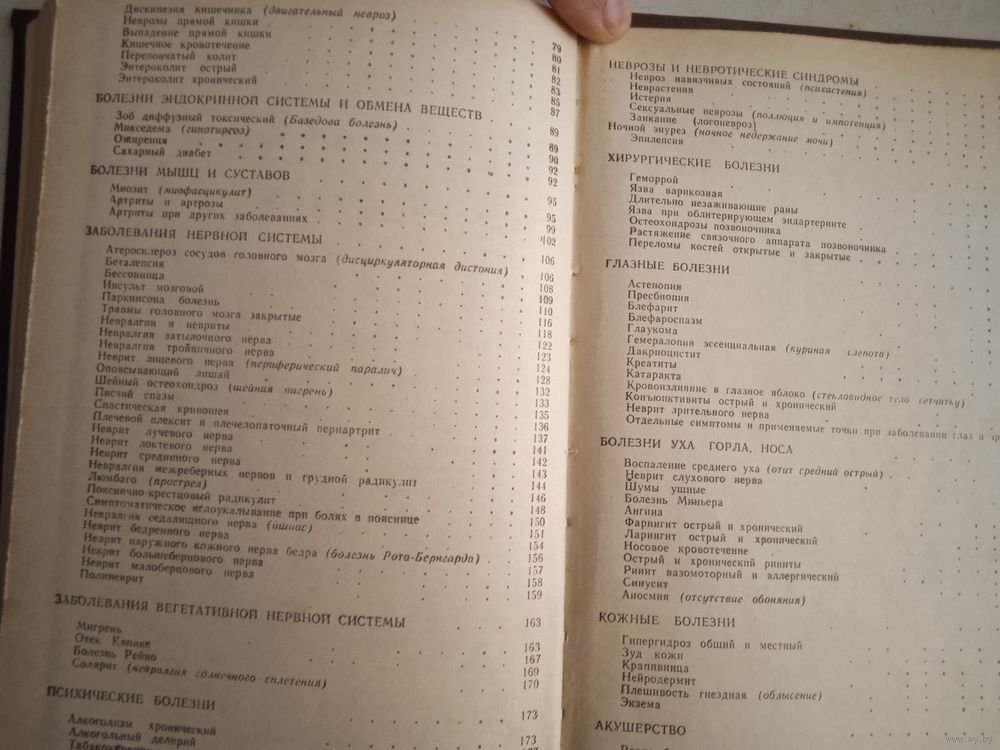 Дискинезия кишечника (двигательный невроз)
Неврозы прямой кишки
Выпадение прямой кишки 79
Кишечное кровотечение 80
Перепончатый колит 81
Энтероколит острый 82
Энтероколит хронический 83
85
БОЛЕЗНИ ЭНДОКРИННОЙ СИСТЕМЫ И ОБМЕНА ВЕЩЕСТВ 87
Зоб диффузный токсический (Базедова болезнь) 89
Микседема (гипотиреоз) 89
Ожирения 90
Сахарный диабет 92
БОЛЕЗНИ МЫШЦ И СУСТАВОВ 92
Миозит (миофасцикулит) 95
Артриты и артрозы 95
Артриты при других заболеваниях 99
ЗАБОЛЕВАНИЯ НЕРВНОЙ СИСТЕМЫ 102
Атеросклероз сосудов головного мозга (дисциркуляторная дистония) 106
Беталепсия 106
Бессонница 108
Инсульт мозговой 109
Паркинсона болезнь 110
Травмы головного мозга закрытые 116
Невралгии и невриты 118
Невралгия затылочного нерва 122
Невралгия тройничного нерва 123
Неврит лицевого нерва (периферический паралич) 124
Опоясывающий лишай 128
Шейный остеохондроз (шейная мигрень) 132
Писчий спазм 133
Спастическая кривошея 135
Плечевой плексит и плечелопаточный периартрит 136
Неврит лучевого нерва 137
Неврит локтевого нерва 141
Неврит срединного нерва 142
Невралгия межреберных нервов и грудной радикулит 143
Люмбаго (прострел) 144
Пояснично-крестцовый радикулит 146
Симптоматическое иглоукалывание при болях в пояснице 148
Невралгия седалищного нерва (ишиас) 150
Неврит бедренного нерва 151
Неврит наружного кожного нерва бедра (болезнь Рота-Бернгарда) 154
Неврит большеберцового нерва 156
Неврит малоберцового нерва 157
Полиневрит 158
159
ЗАБОЛЕВАНИЯ ВЕГЕТАТИВНОЙ НЕРВНОЙ СИСТЕМЫ 163
Мигрень 163
Отек Квинке 167
Болезнь Рейно 169
Солярит (невралгия солнечного сплетения) 170
ПСИХИЧЕСКИЕ БОЛЕЗНИ 173
Алкоголизм хронический 173
Алкогольный делирий
НЕВРОЗЫ И НЕВРОТИЧЕСКИЕ СИНДРОМЫ
Невроз навязчивых состояний (психастения)
Неврастения
Истерия
Сексуальные неврозы (поллюция и импотенция)
Заикание (логоневроз)
Ночной энурез (ночное недержание мочи)
Эпилепсия
ХИРУРГИЧЕСКИЕ БОЛЕЗНИ
Геморрой
Язва варикозная
Длительно незаживающие раны
Язва при облитерирующем эндартериите
Остеохондрозы позвоночника
Растяжение связочного аппарата позвоночника
Переломы костей открытые и закрытые
ГЛАЗНЫЕ БОЛЕЗНИ
Астенопия
Пресбиопия
Блефарит
Блефароспазм
Глаукома
Гемералопия эссенциальная (куриная слепота)
Дакриоцистит
Креатиты
Катаракта
Кровоизлияние в глазное яблоко (стекловидное тело сетчатку)
Конъюнктивиты острый и хронический
Неврит зрительного нерва
Отдельные симптомы и применяемые точки при заболевании глаз и
БОЛЕЗНИ УХА ГОРЛА, НОСА
Воспаление среднего уха (отит средний острый)
Неврит слухового нерва
Шумы ушные
Болезнь Миньера
Ангина
Фарингит острый и хронический
Ларингит острый и хронический
Носовое кровотечение
Острый и хронический риниты
Ринит вазомоторный и аллергический
Синусит
Аносмия (отсутствие обоняния)
КОЖНЫЕ БОЛЕЗНИ
Гипергидроз общий и местный
Зуд кожи
Крапивница
Нейродермит
Плешивость гнездная (облысение)
Экзема
АКУШЕРСТВО
www.ay.by